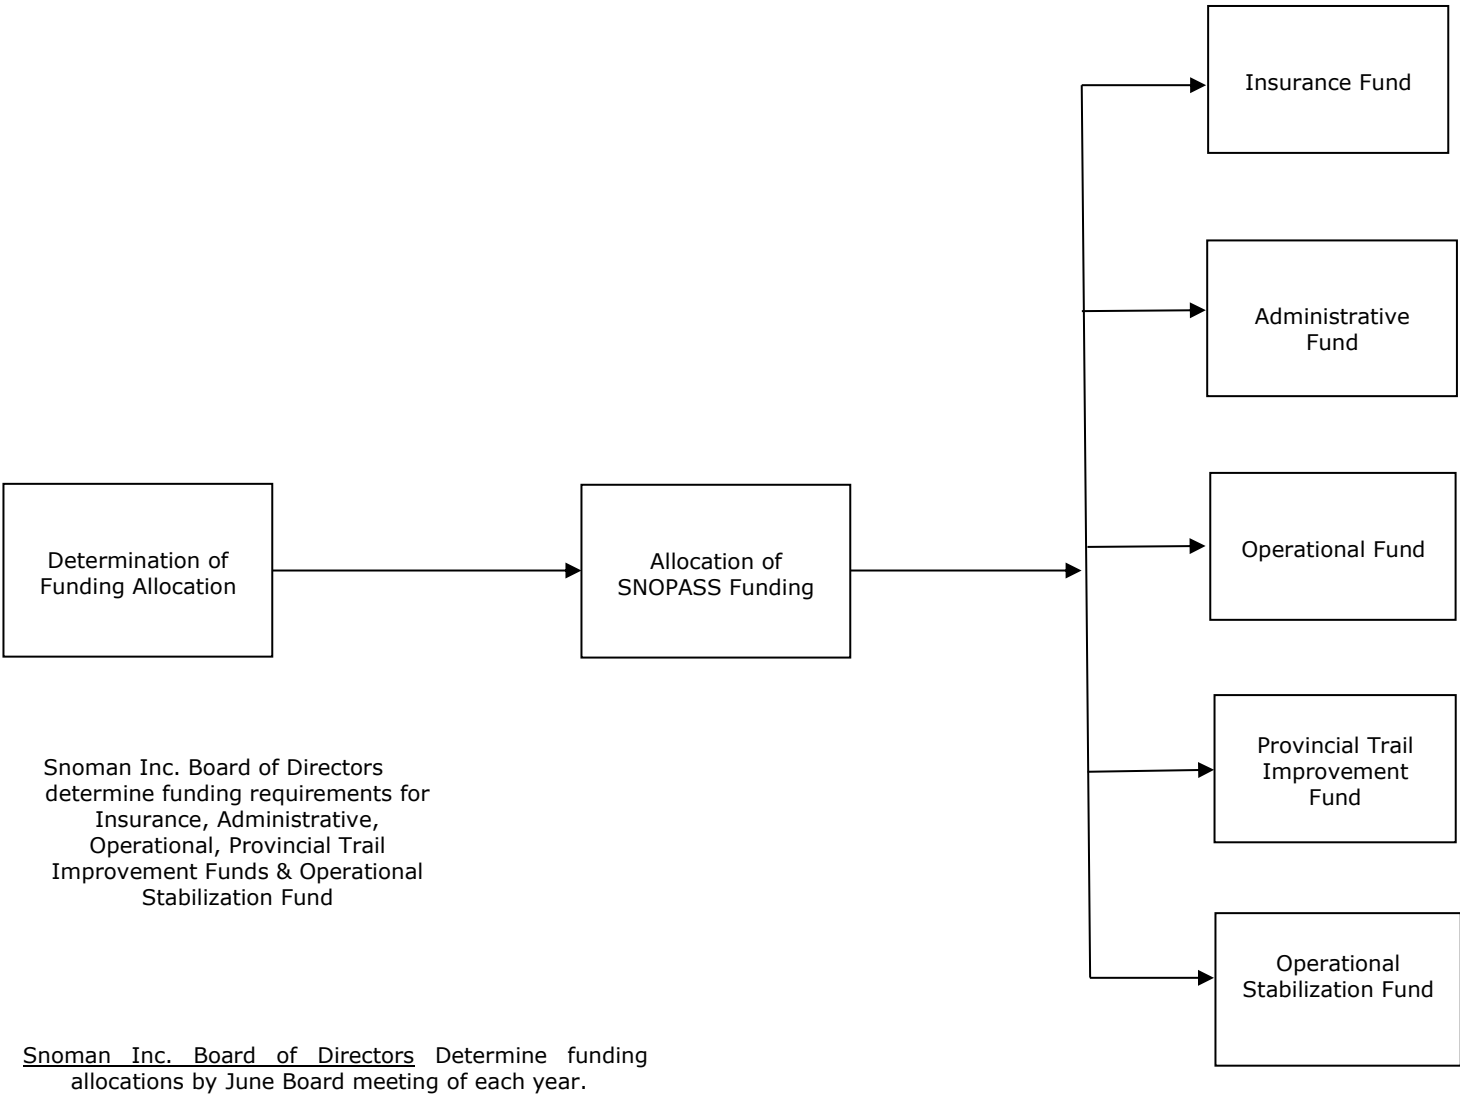 Insurance Fund
Administrative
Fund
Determination of
Funding Allocation
Allocation of
SNOPASS Funding
Operational Fund
Provincial Trail
Improvement
Fund
Snoman Inc. Board of Directors
determine funding requirements for
Insurance, Administrative,
Operational, Provincial Trail
Improvement Funds & Operational
Stabilization Fund
Operational
Stabilization Fund
Snoman Inc. Board of Directors Determine funding
allocations by June Board meeting of each year.